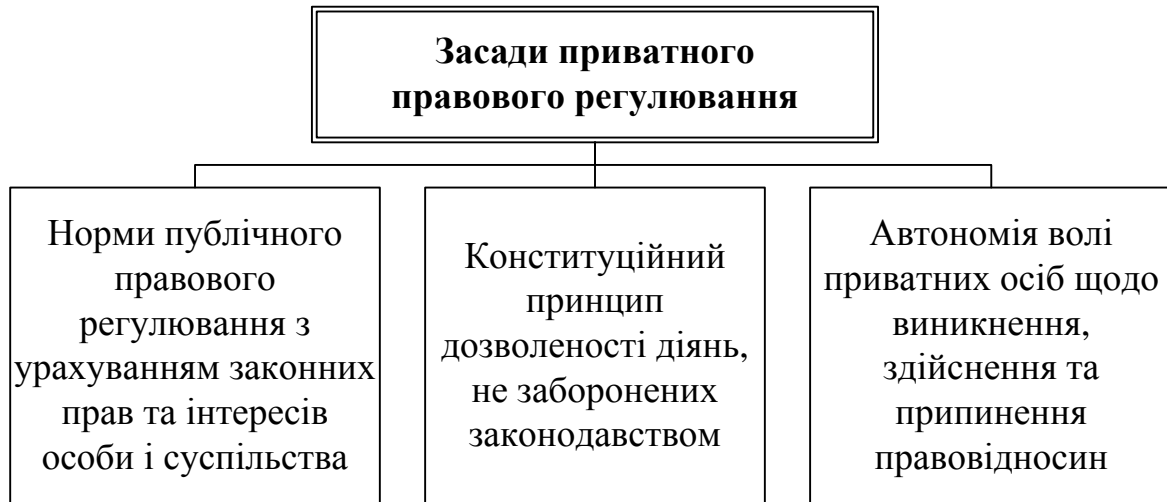 Засади приватного
правового регулювання
Норми публічного
правового
регулювання з
урахуванням законних
прав та інтересів
особи і суспільства
Конституційний
принцип
дозволеності діянь,
не заборонених
законодавством
Автономія волі
приватних осіб щодо
виникнення,
здійснення та
припинення
правовідносин